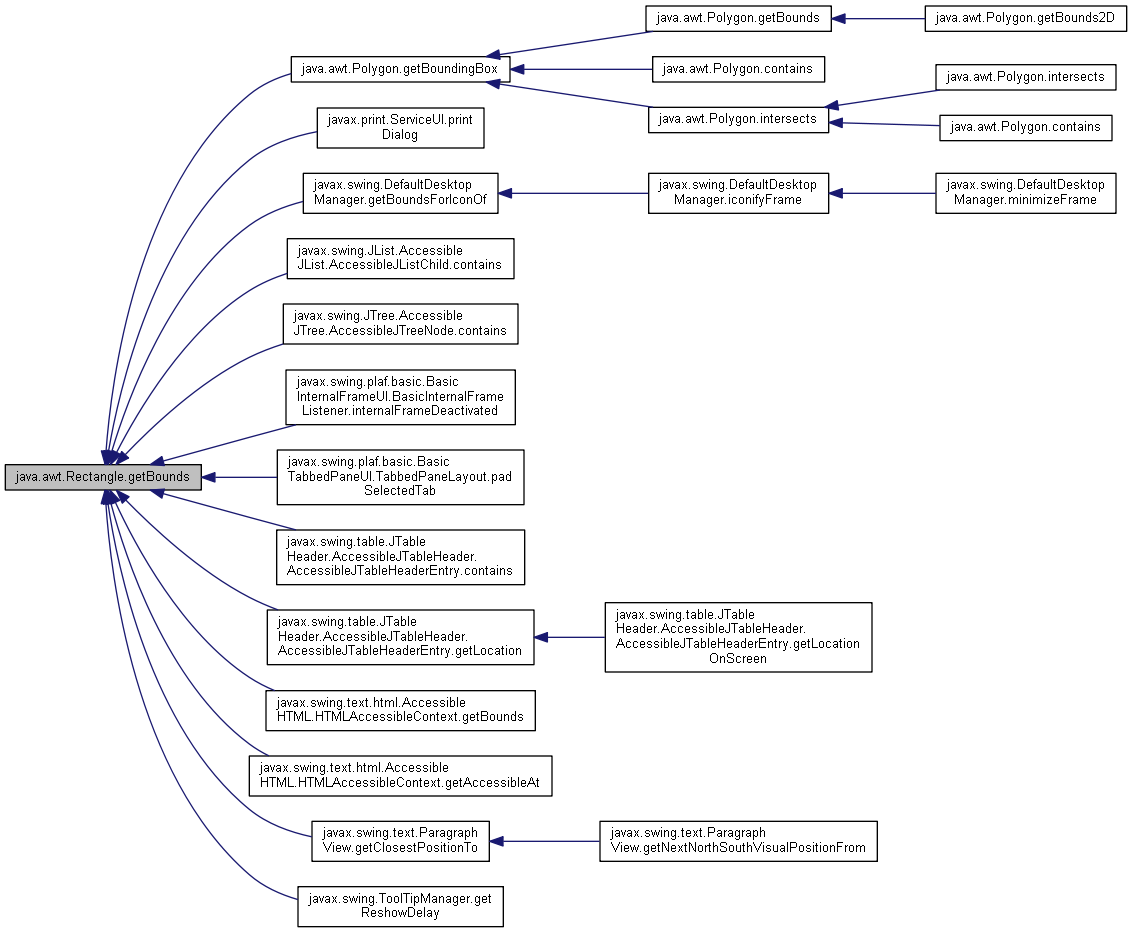 java.awt.Polygon.getBounds
java.awt.Polygon.getBounds2D
java.awt.Polygon.getBoundingBox
java.awt.Polygon.contains
java.awt.Polygon.intersects
java.awt.Polygon.intersects
java.awt.Polygon.contains
javax.print.ServiceUI.print
Dialog
javax.swing.DefaultDesktop
Manager.getBoundsForIconOf
javax.swing.DefaultDesktop
Manager.iconifyFrame
javax.swing.DefaultDesktop
Manager.minimizeFrame
javax.swing.JList.Accessible
JList.AccessibleJListChild.contains
javax.swing.JTree.Accessible
JTree.AccessibleJTreeNode.contains
javax.swing.plaf.basic.Basic
InternalFrameUI.BasicInternalFrame
Listener.internalFrameDeactivated
java.awt.Rectangle.getBounds
javax.swing.plaf.basic.Basic
TabbedPaneUI.TabbedPaneLayout.pad
SelectedTab
javax.swing.table.JTable
Header.AccessibleJTableHeader.
AccessibleJTableHeaderEntry.contains
javax.swing.table.JTable
Header.AccessibleJTableHeader.
AccessibleJTableHeaderEntry.getLocation
javax.swing.table.JTable
Header.AccessibleJTableHeader.
AccessibleJTableHeaderEntry.getLocation
OnScreen
javax.swing.text.html.Accessible
HTML.HTMLAccessibleContext.getBounds
javax.swing.text.html.Accessible
HTML.HTMLAccessibleContext.getAccessibleAt
javax.swing.text.Paragraph
View.getClosestPositionTo
javax.swing.text.Paragraph
View.getNextNorthSouthVisualPositionFrom
javax.swing.ToolTipManager.get
ReshowDelay